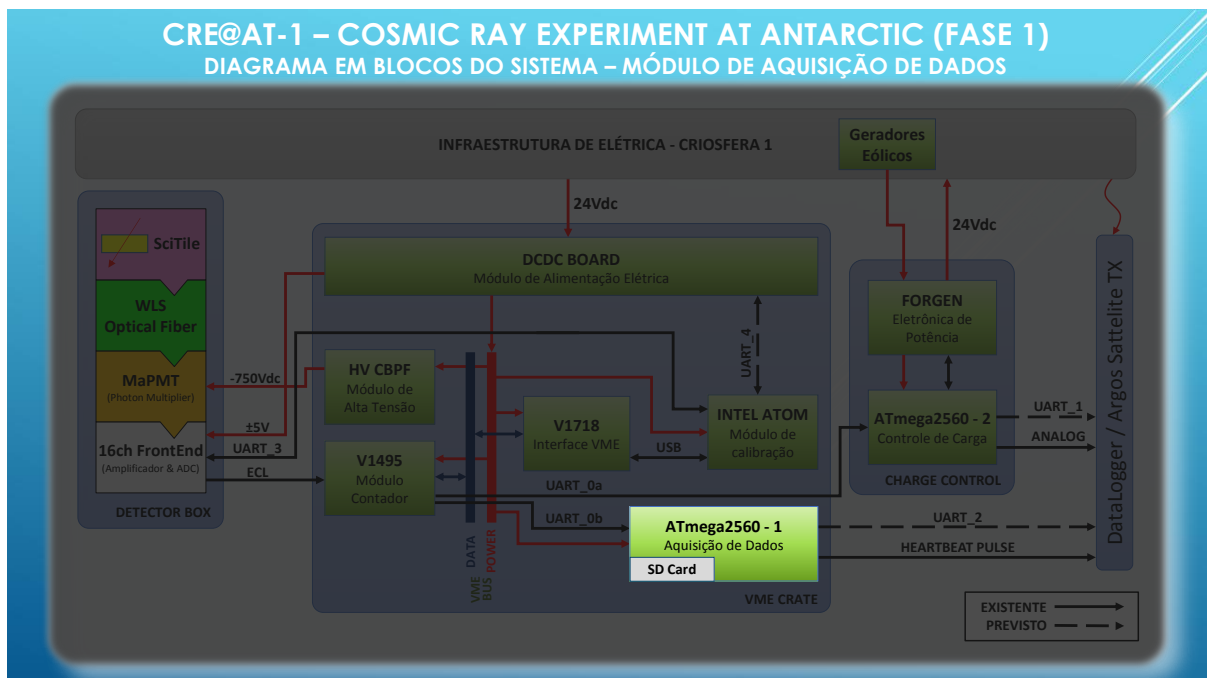 CRE@AT-1 – COSMIC RAY EXPERIMENT AT ANTARCTIC (FASE 1)
DIAGRAMA EM BLOCOS DO SISTEMA – MÓDULO DE AQUISIÇÃO DE DADOS
INFRAESTRUTURA DE ELÉTRICA - CRIOSFERA 1
Geradores
Eólicos
24Vdc
24Vdc
SciTile
WLS
Optical Fiber
MaPMT
(Photon Multiplier)
16ch FrontEnd
(Amplificador & ADC)
DETECTOR BOX
-750Vdc
±5V
UART_3
ECL
DCDC BOARD
Módulo de Alimentação Elétrica
HV CBPF
Módulo de
Alta Tensão
V1495
Módulo
Contador
V1718
Interface VME
USB
UART_4
INTEL ATOM
Módulo de
calibração
UART_0a
UART_0b
DATA
POWER
VME
BUS
ATmega2560 - 1
Aquisição de Dados
SD Card
VME CRATE
FORGEN
Eletrônica de
Potência
ATmega2560 - 2
Controle de Carga
CHARGE CONTROL
UART_1
ANALOG
UART_2
HEARTBEAT PULSE
DataLogger / Argos Sattelite TX
EXISTENTE
PREVISTO